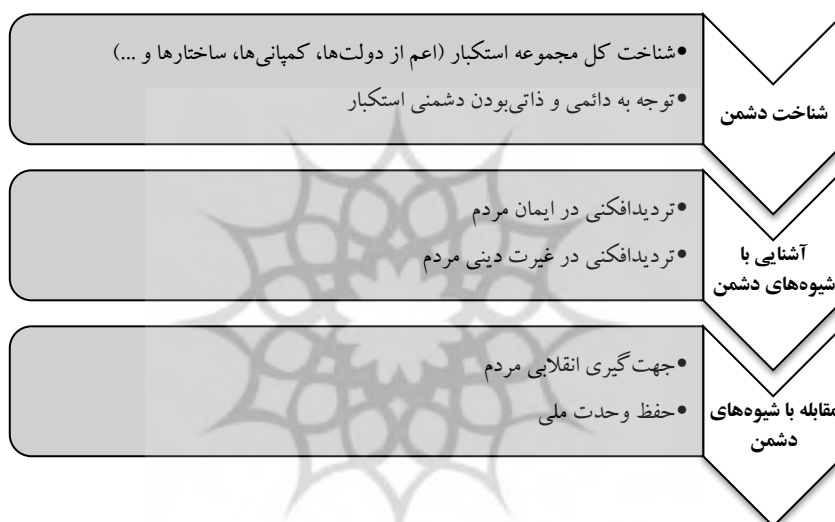 شناخت دشمن
•شناخت کل مجموعه استکبار (اعم از دولت‌ها، کمپانی‌ها، ساختارها و ...)
•توجه به دائمی و ذاتی‌بودن دشمنی استکبار
آشنایی با
شیوه‌های دشمن
•تردیدافکنی در ایمان مردم
•تردیدافکنی در غیرت دینی مردم
مقابله با شیوه‌های
دشمن
•جهت‌گیری انقلابی مردم
•حفظ وحدت ملی